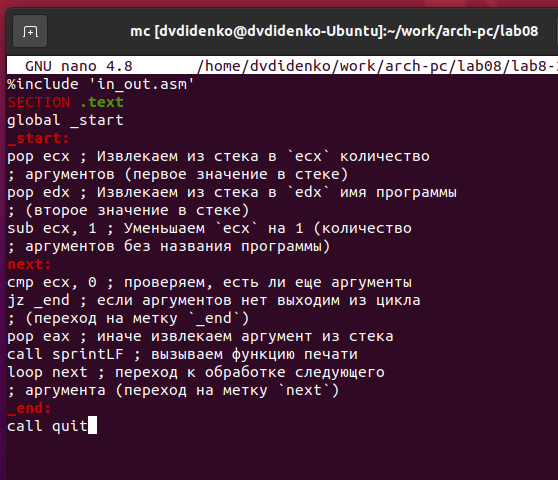 mc [dvdidenko@dvdidenko-Ubuntu]:~/work/arch-pc/lab08
GNU nano 4.8 /home/dvdidenko/work/arch-pc/lab08/lab8-
%include 'in_out.asm'
SECTION .text
global _start
_start:
pop ecx ; Извлекаем из стека в `ecx` количество
; аргументов (первое значение в стеке)
pop edx ; Извлекаем из стека в `edx` имя программы
; (второе значение в стеке)
sub ecx, 1 ; Уменьшаем `ecx` на 1 (количество
; аргументов без названия программы)
next:
cmp ecx, 0 ; проверяем, есть ли еще аргументы
jz _end ; если аргументов нет выходим из цикла
; (переход на метку `_end`)
pop eax ; иначе извлекаем аргумент из стека
call sprintLF ; вызываем функцию печати
loop next ; переход к обработке следующего
; аргумента (переход на метку `next`)
_end:
call quit